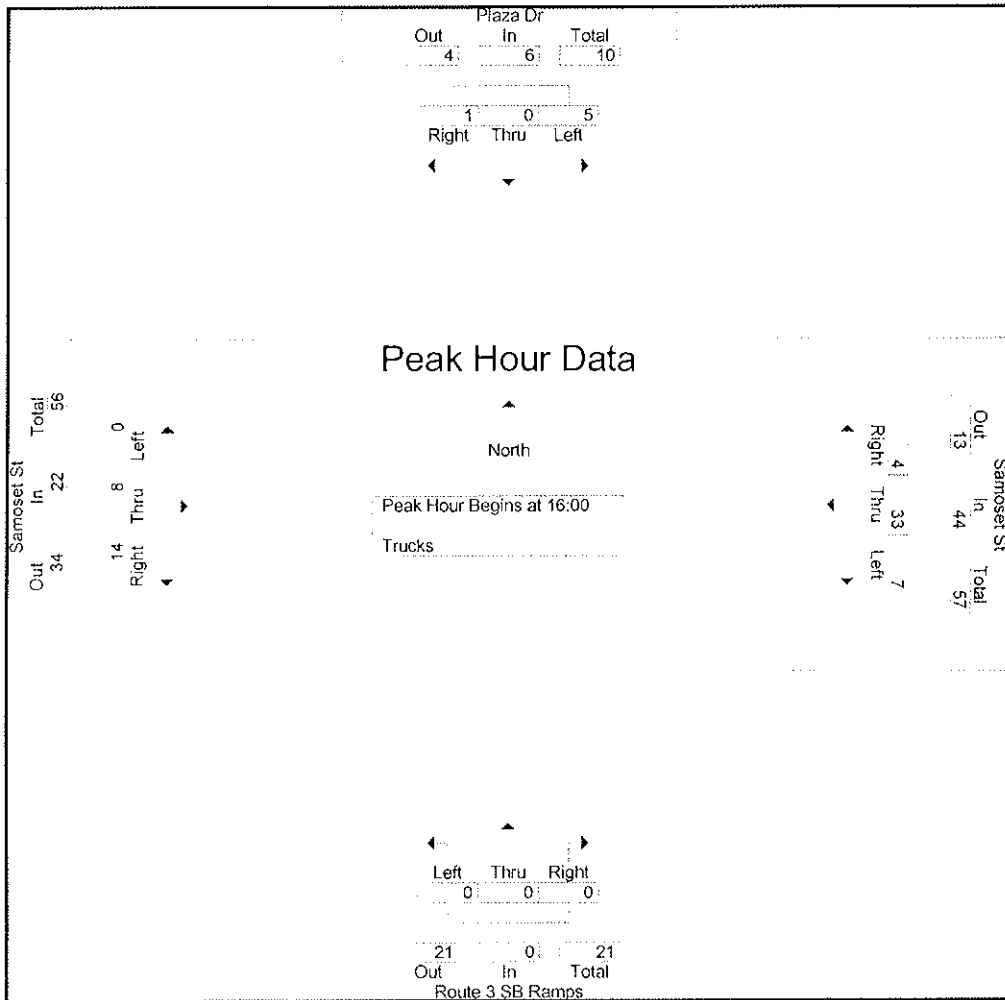 Plaza Dr
Out In Total
4 6 10
1 0 5
Right Thru Left
Peak Hour Data
North
Peak Hour Begins at 16:00
Trucks
Samoset St
Out In Total
34 22 56
Right Thru Left
14 8 0
Samoset St
Out In Total
13 44 57
Right Thru Left
4 33 7
Left Thru Right
0 0 0
21 0 21
Out In Total
Route 3 SB Ramps